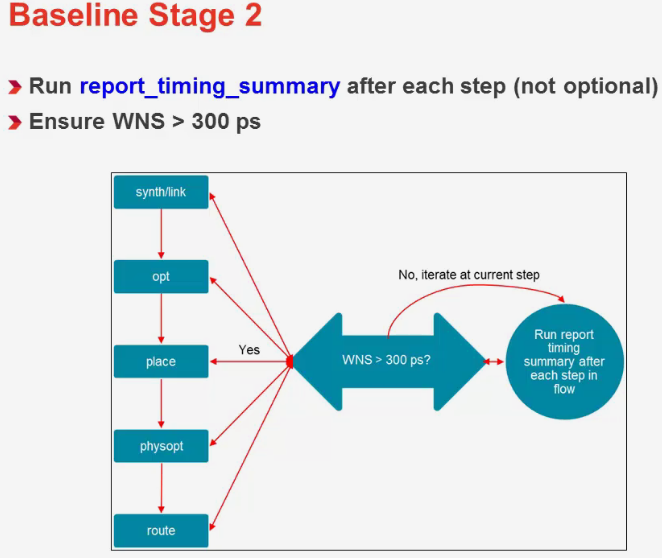 Baseline Stage 2
Run report_timing_summary after each step (not optional)
Ensure WNS > 300 ps
synth/link
opt
place
physopt
route
Yes
WNS > 300 ps?
No, iterate at current step
Run report
timing
summary after
each step in
flow